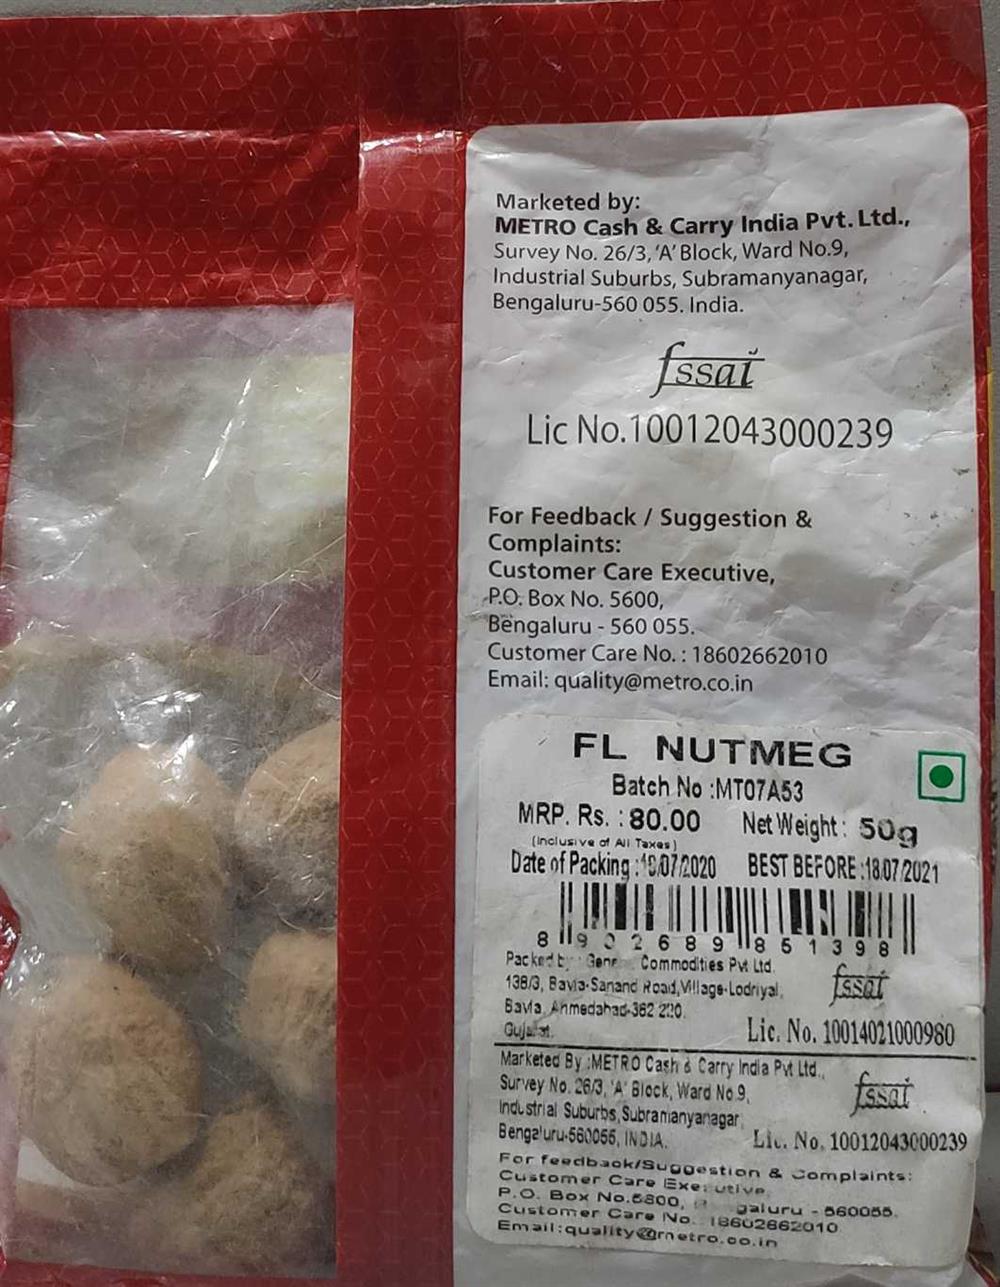 Marketed by:
METRO Cash & Carry India Pvt. Ltd.,
Survey No. 26/3, 'A' Block, Ward No.9,
Industrial Suburbs, Subramanyanagar,
Bengaluru-560 055. India.
fssai
Lic No.10012043000239
For Feedback / Suggestion &
Complaints:
Customer Care Executive,
P.O. Box No. 5600,
Bengaluru - 560 055.
Customer Care No. : 18602662010
Email: quality@metro.co.in
FL NUTMEG
Batch No :MT07A53
MRP. Rs. : 80.00 Net Weight : 50g
(Inclusive of All Taxes)
Date of Packing : BEST BEFORE :18.07.2021
8 902689 851398
Packed by : Commodities Pvt Ltd.
138/3, Bavla-Sanand Road, Village-Lodriyal,
Bavla, Ahmedabad-382 220. fssai
Gujarat. Lic. No. 10014021000980
Marketed By :METRO Cash & Carry India Pvt Ltd.,
Survey No. 26/3, 'A' Block, Ward No.9, fssai
Industrial Suburbs, Subramanyanagar,
INDIA. Lic. No. 10012043000239
For feedback/Suggestion & Complaints:
Customer Care Executive,
P.O. Box No. - 560055.
Customer Care No. 18602662010
Email:quality@metro.co.in